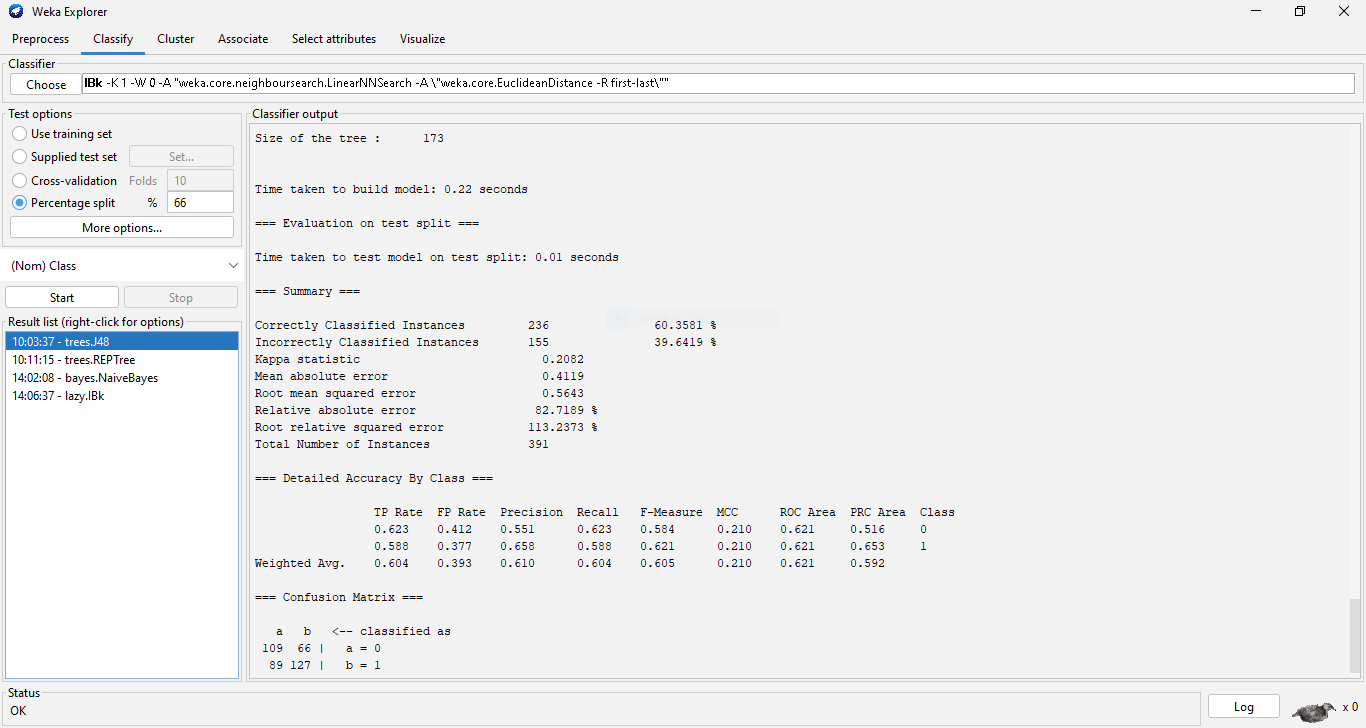 Weka Explorer
Preprocess Classify Cluster Associate Select attributes Visualize
Classifier
Choose IBk -K 1 -W 0 -A "weka.core.neighboursearch.LinearNNSearch -A \"weka.core.EuclideanDistance -R first-last\""
Test options
Use training set
Supplied test set Set...
Cross-validation Folds 10
Percentage split % 66
More options...
(Nom) Class
Start Stop
Result list (right-click for options)
10:03:37 - trees.J48
10:11:15 - trees.REPTree
14:02:08 - bayes.NaiveBayes
14:06:37 - lazy.IBk
Classifier output
Size of the tree : 173
Time taken to build model: 0.22 seconds
=== Evaluation on test split ===
Time taken to test model on test split: 0.01 seconds
=== Summary ===
Correctly Classified Instances 236 60.3581 %
Incorrectly Classified Instances 155 39.6419 %
Kappa statistic 0.2082
Mean absolute error 0.4119
Root mean squared error 0.5643
Relative absolute error 82.7189 %
Root relative squared error 113.2373 %
Total Number of Instances 391
=== Detailed Accuracy By Class ===
TP Rate FP Rate Precision Recall F-Measure MCC ROC Area PRC Area Class
0.623 0.412 0.551 0.623 0.584 0.210 0.621 0.516 0
0.588 0.377 0.658 0.588 0.621 0.210 0.621 0.653 1
Weighted Avg. 0.604 0.393 0.610 0.604 0.605 0.210 0.621 0.592
=== Confusion Matrix ===
a b <-- classified as
109 66 | a = 0
89 127 | b = 1
Status
OK
Log x 0